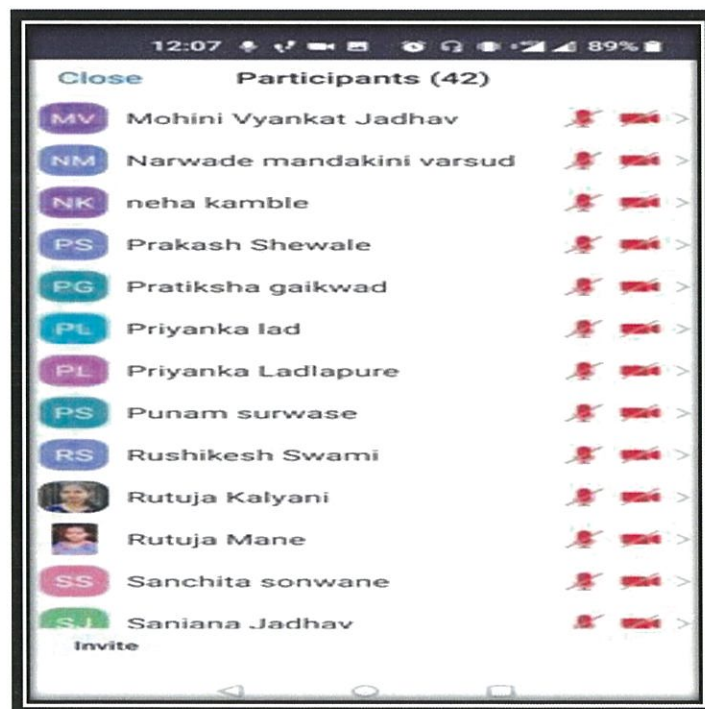 12:07 89%
Close Participants (42)
MV Mohini Vyankat Jadhav
NM Narwade mandakini varsud
NK neha kamble
PS Prakash Shewale
PG Pratiksha gaikwad
PL Priyanka lad
PL Priyanka Ladlapure
PS Punam surwase
RS Rushikesh Swami
Rutuja Kalyani
Rutuja Mane
SS Sanchita sonwane
SJ Saniana Jadhav
Invite